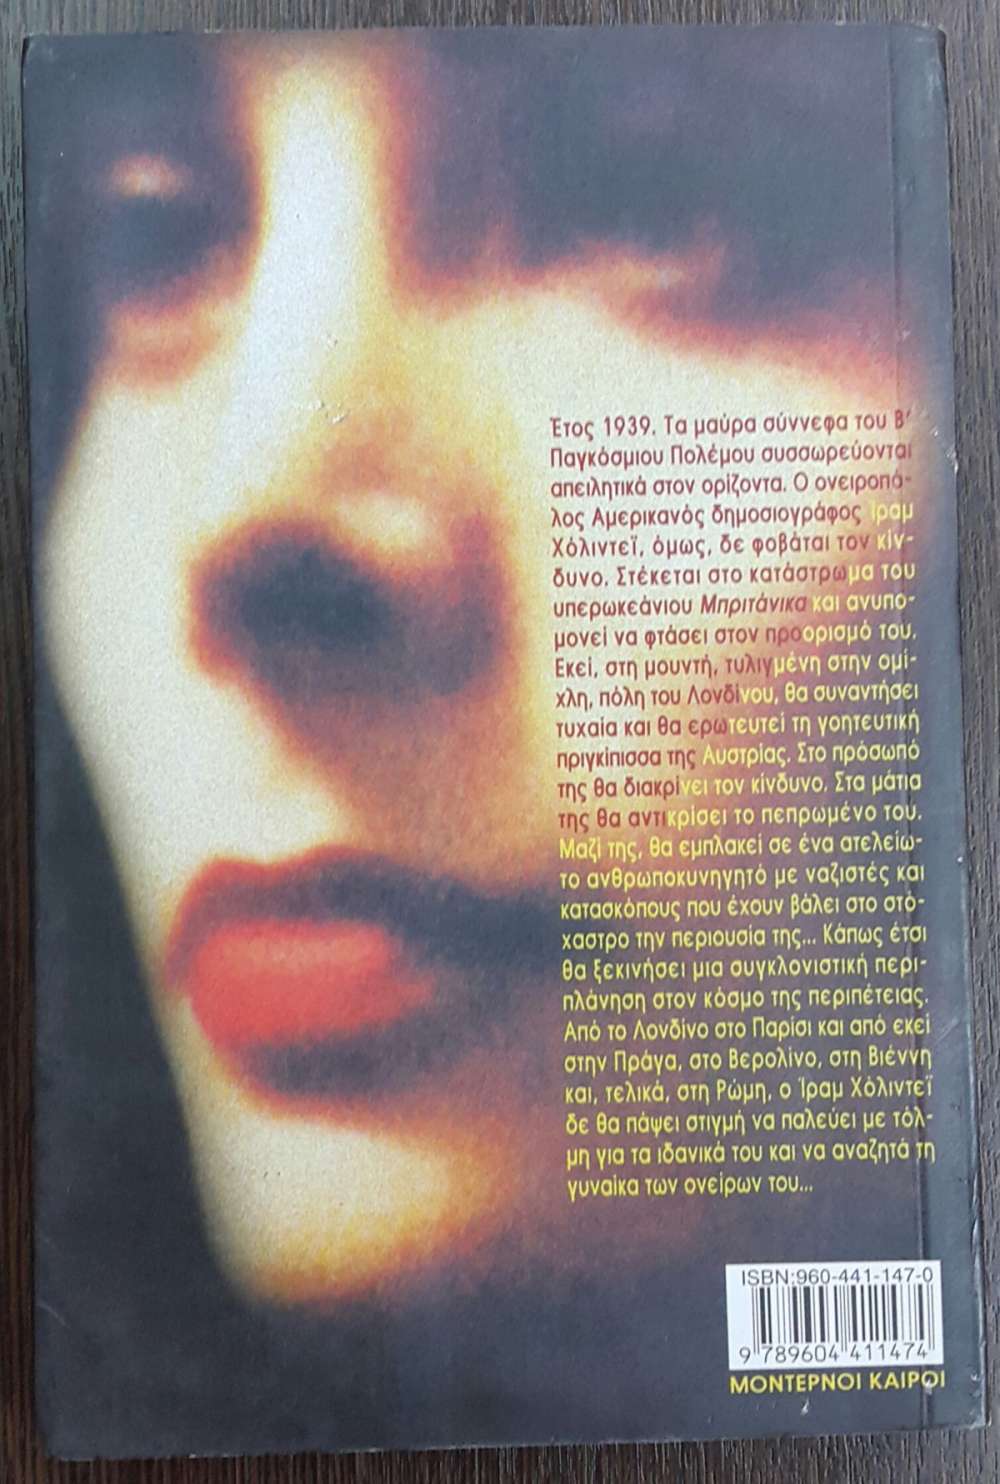 Έτος 1939. Τα μαύρα σύννεφα του Β'
Παγκόσμιου Πολέμου συσσωρεύονται
απειλητικά στον ορίζοντα. Ο ονειροπό-
λος Αμερικανός δημοσιογράφος Ίραμ
Χόλιντεϊ, όμως, δε φοβάται τον κίν-
δυνο. Στέκεται στο κατάστρωμα του
υπερωκεάνιου Μπριτάνικα και ανυπο-
μονεί να φτάσει στον προορισμό του.
Εκεί, στη μουντή, τυλιγμένη στην ομί-
χλη, πόλη του Λονδίνου, θα συναντήσει
τυχαία και θα ερωτευτεί τη γοητευτική
πριγκίπισσα της Αυστρίας. Στο πρόσωπό
της θα διακρίνει τον κίνδυνο. Στα μάτια
της θα αντικρίσει το πεπρωμένο του.
Μαζί της, θα εμπλακεί σε ένα ατελείω-
το ανθρωποκυνηγητό με ναζιστές και
κατασκόπους που έχουν βάλει στο στό-
χαστρο την περιουσία της... Κάπως έτσι
θα ξεκινήσει μια συγκλονιστική περι-
πλάνηση στον κόσμο της περιπέτειας.
Από το Λονδίνο στο Παρίσι και από εκεί
στην Πράγα, στο Βερολίνο, στη Βιέννη
και, τελικά, στη Ρώμη, ο Ίραμ Χόλιντεϊ
δε θα πάψει στιγμή να παλεύει με τόλ-
μη για τα ιδανικά του και να αναζητά τη
γυναίκα των ονείρων του...
ISBN:960-441-147-0
9 789604 411474
ΜΟΝΤΕΡΝΟΙ ΚΑΙΡΟΙ